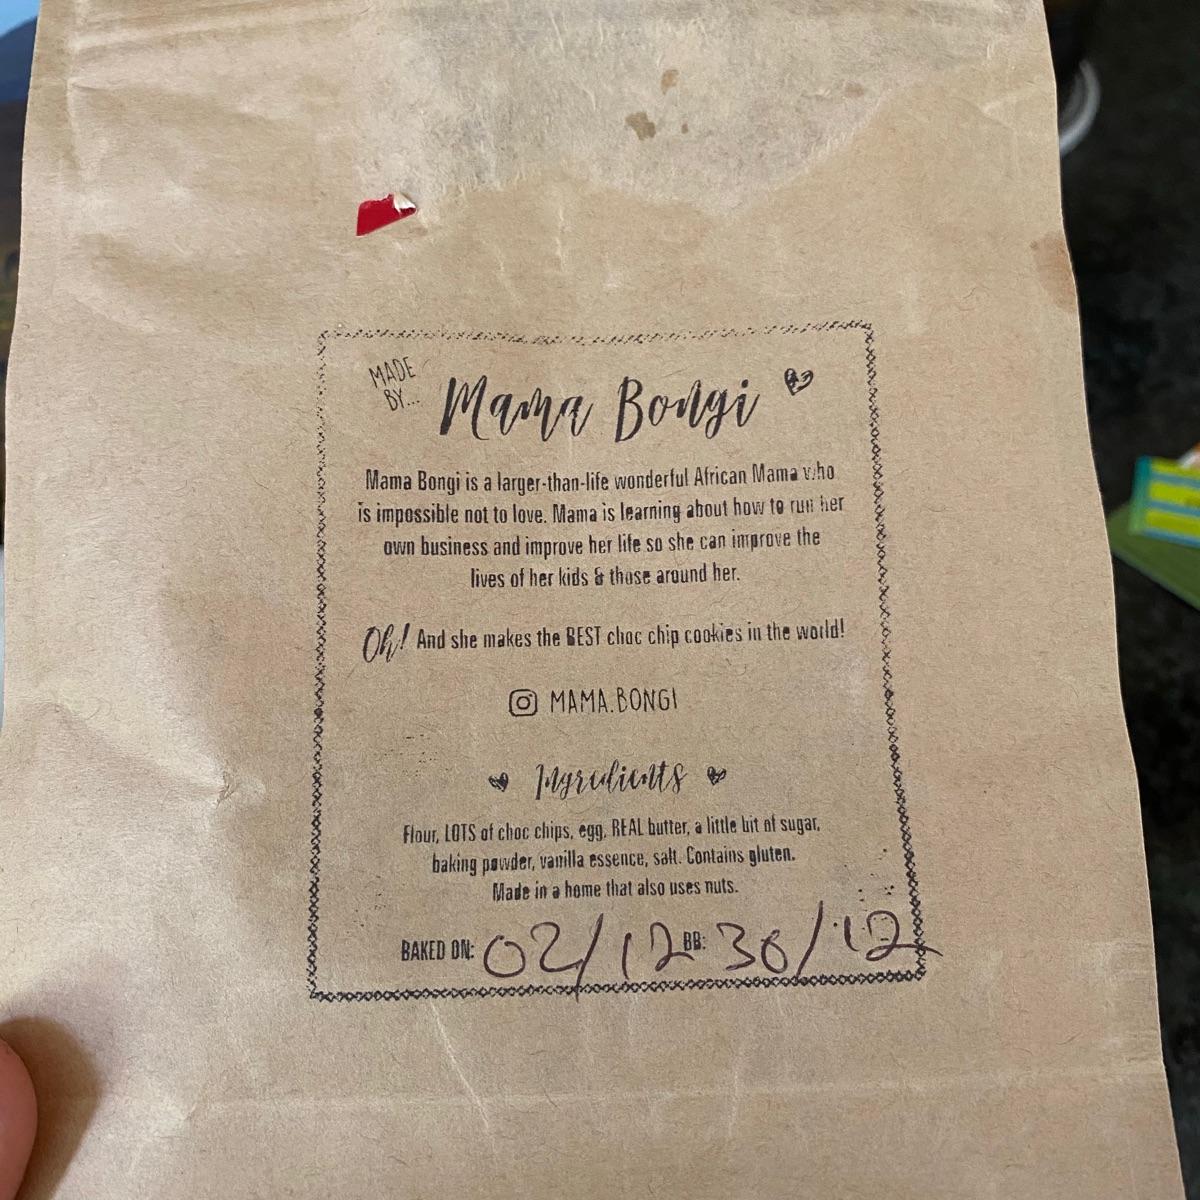 MADE
BY...
Mama Bongi
Mama Bongi is a larger-than-life wonderful African Mama who
is impossible not to love. Mama is learning about how to run her
own business and improve her life so she can improve the
lives of her kids & those around her.
Oh! And she makes the BEST choc chip cookies in the world!
MAMA.BONGI
Ingredients
Flour, LOTS of choc chips, egg, REAL butter, a little bit of sugar,
baking powder, vanilla essence, salt. Contains gluten.
Made in a home that also uses nuts.
BAKED ON: 02/12 BB: 30/12